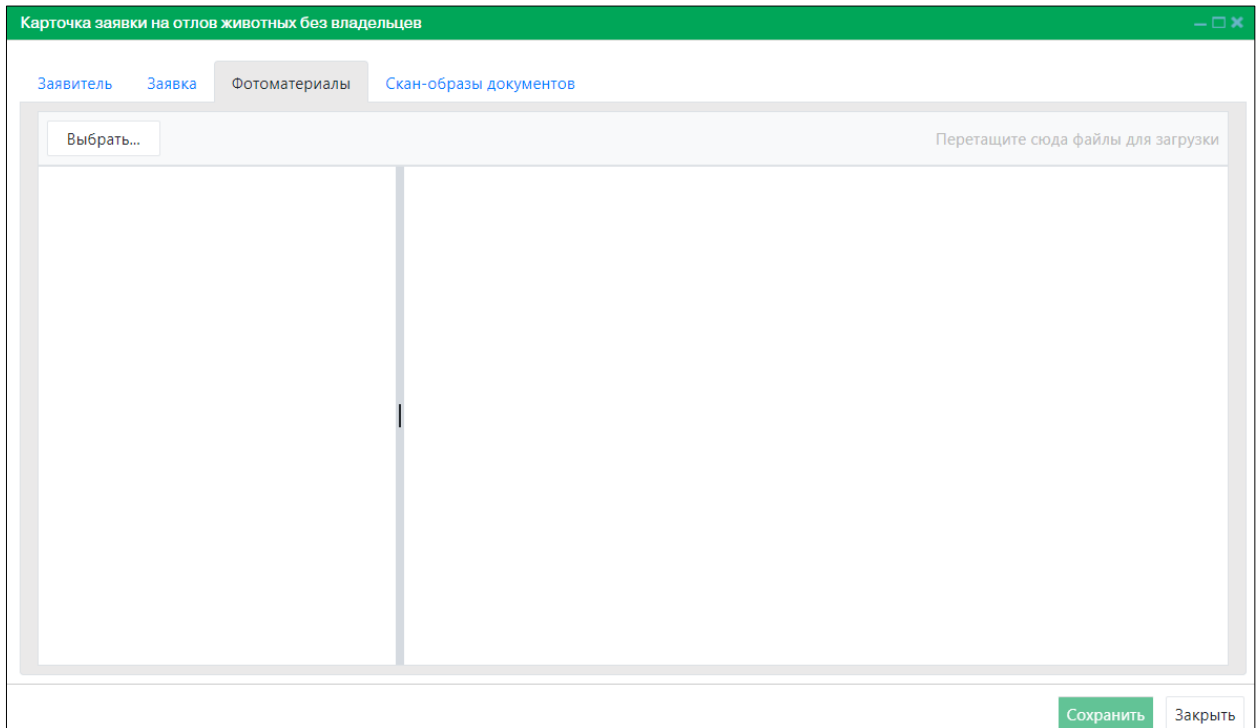 Карточка заявки на отлов животных без владельцев
Заявитель Заявка Фотоматериалы Скан-образы документов
Выбрать... Перетащите сюда файлы для загрузки
Сохранить Закрыть